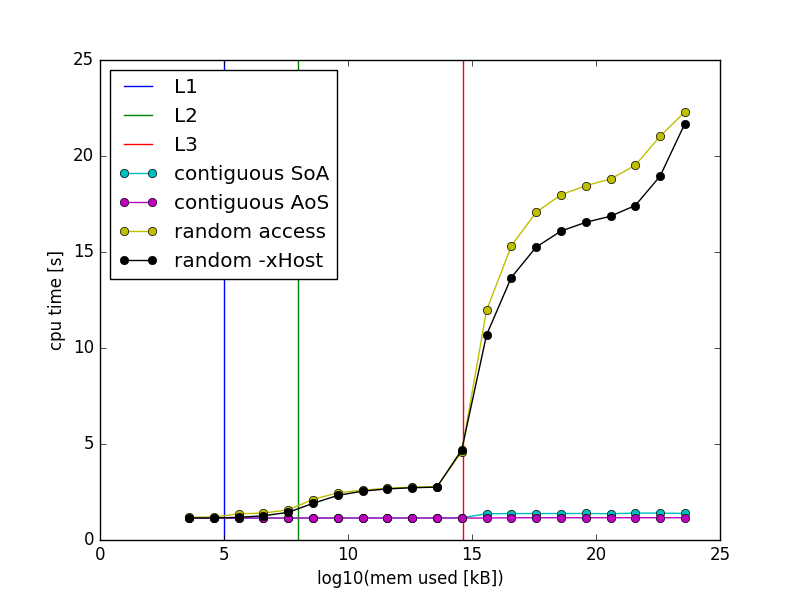 25
20
15
10
5
0
cpu time [s]
L1
L2
L3
contiguous SoA
contiguous AoS
random access
random -xHost
0 5 10 15 20 25
log10(mem used [kB])